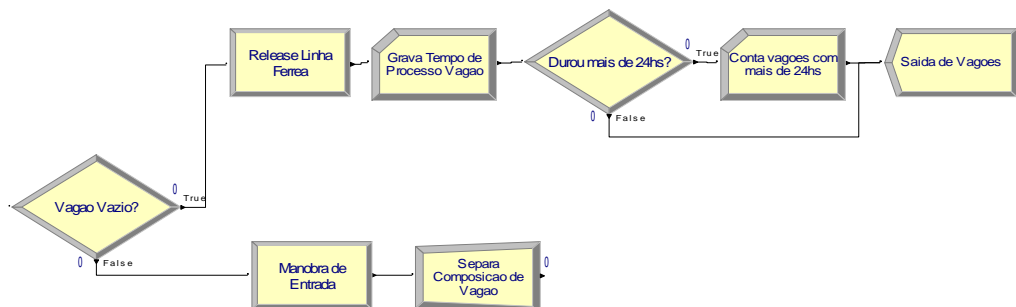 Release Linha
Ferrea
Grava Tempo de
Processo Vagao
Durou mais de 24hs?
0
True
0
False
Conta vagoes com
mais de 24hs
Saida de Vagoes
Vagao Vazio?
0
True
0
False
Manobra de
Entrada
Separa
Composicao de
Vagao
0